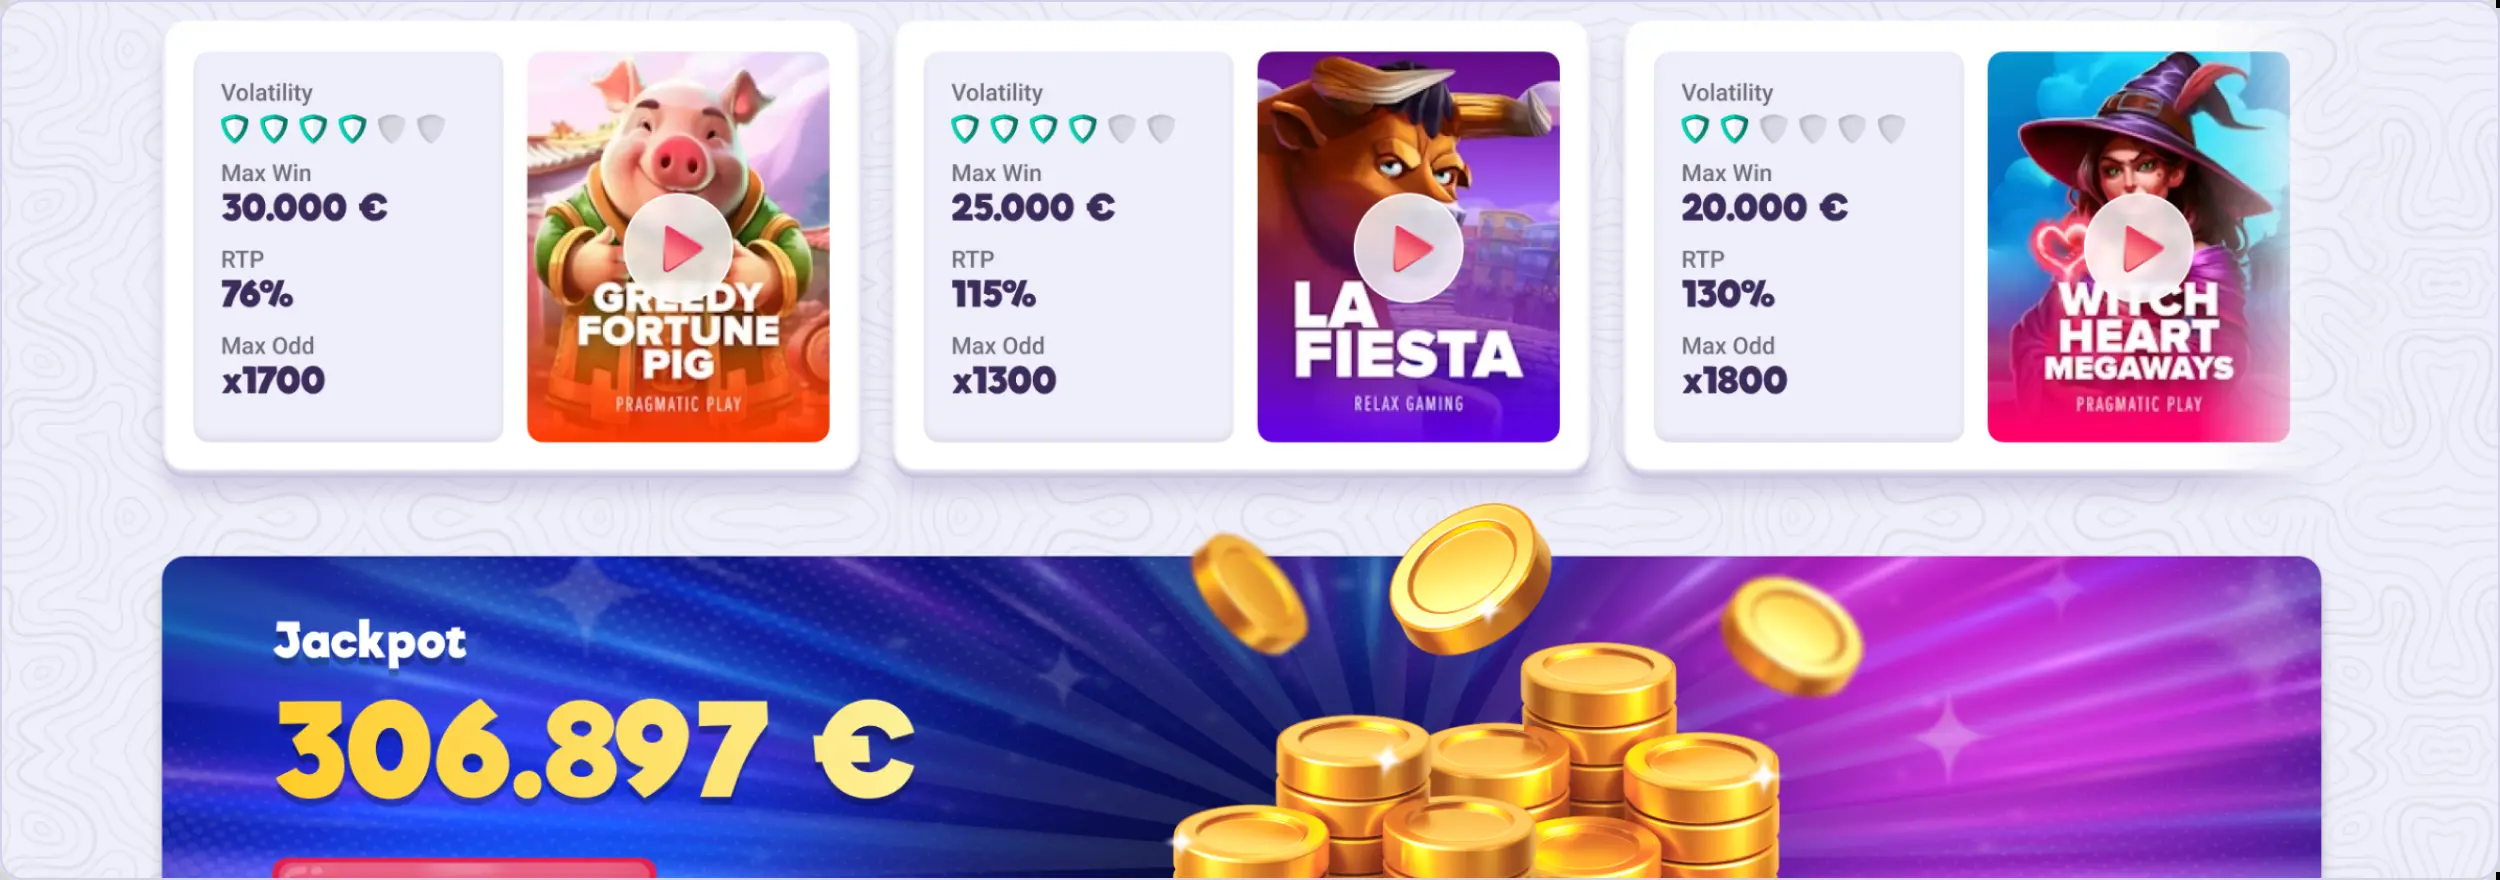 Volatility
Max Win
30.000 €
RTP
76%
Max Odd
x1700
GREEDY
FORTUNE
PIG
PRAGMATIC PLAY
Volatility
Max Win
25.000 €
RTP
115%
Max Odd
x1300
LA
FIESTA
RELAX GAMING
Volatility
Max Win
20.000 €
RTP
130%
Max Odd
x1800
WITCH
HEART
MEGAWAYS
PRAGMATIC PLAY
Jackpot
306.897 €